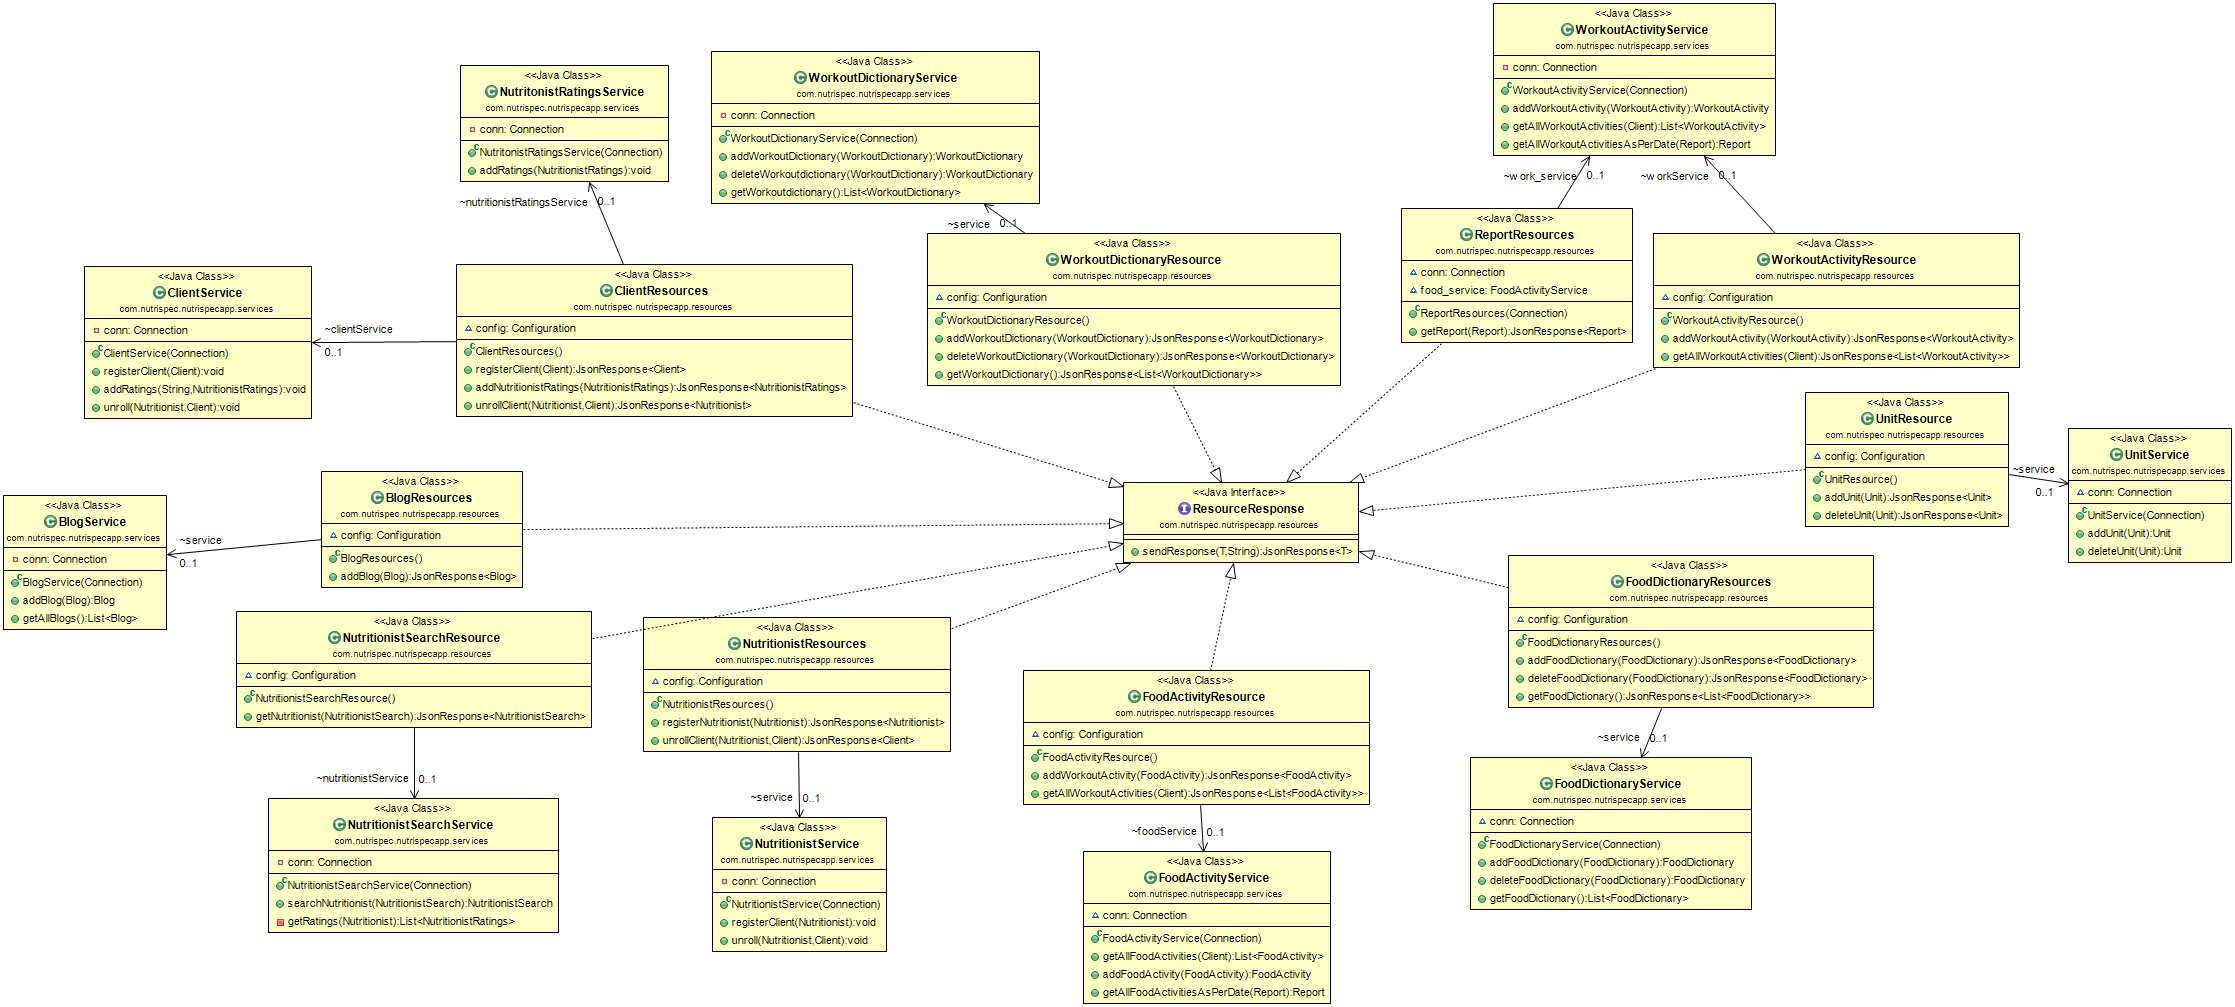 <<Java Class>>
WorkoutActivityService
com.nutrispec.nutrispecapp.services
conn: Connection
WorkoutActivityService(Connection)
addWorkoutActivity(WorkoutActivity):WorkoutActivity
getAllWorkoutActivities(Client):List<WorkoutActivity>
getAllWorkoutActivitiesAsPerDate(Report):Report
<<Java Class>>
WorkoutDictionaryService
com.nutrispec.nutrispecapp.services
conn: Connection
WorkoutDictionaryService(Connection)
addWorkoutDictionary(WorkoutDictionary):WorkoutDictionary
deleteWorkoutdictionary(WorkoutDictionary):WorkoutDictionary
getWorkoutdictionary():List<WorkoutDictionary>
<<Java Class>>
NutritonistRatingsService
com.nutrispec.nutrispecapp.services
conn: Connection
NutritonistRatingsService(Connection)
addRatings(NutritionistRatings):void
~nutritionistRatingsService
0..1
~service
0..1
~work_service
0..1
~workService
0..1
<<Java Class>>
ClientService
com.nutrispec.nutrispecapp.services
conn: Connection
ClientService(Connection)
registerClient(Client):void
addRatings(String,NutritionistRatings):void
unroll(Nutritionist,Client):void
~clientService
0..1
<<Java Class>>
ClientResources
com.nutrispec.nutrispecapp.resources
config: Configuration
ClientResources()
registerClient(Client):JsonResponse<Client>
addNutritionistRatings(NutritionistRatings):JsonResponse<NutritionistRatings>
unrollClient(Nutritionist,Client):JsonResponse<Nutritionist>
<<Java Class>>
WorkoutDictionaryResource
com.nutrispec.nutrispecapp.resources
config: Configuration
WorkoutDictionaryResource()
addWorkoutDictionary(WorkoutDictionary):JsonResponse<WorkoutDictionary>
deleteWorkoutDictionary(WorkoutDictionary):JsonResponse<WorkoutDictionary>
getWorkoutDictionary():JsonResponse<List<WorkoutDictionary>>
<<Java Class>>
ReportResources
com.nutrispec.nutrispecapp.resources
conn: Connection
food_service: FoodActivityService
ReportResources(Connection)
getReport(Report):JsonResponse<Report>
<<Java Class>>
WorkoutActivityResource
com.nutrispec.nutrispecapp.resources
config: Configuration
WorkoutActivityResource()
addWorkoutActivity(WorkoutActivity):JsonResponse<WorkoutActivity>
getAllWorkoutActivities(Client):JsonResponse<List<WorkoutActivity>>
<<Java Class>>
UnitResource
com.nutrispec.nutrispecapp.resources
config: Configuration
UnitResource()
addUnit(Unit):JsonResponse<Unit>
deleteUnit(Unit):JsonResponse<Unit>
~service
0..1
<<Java Class>>
UnitService
com.nutrispec.nutrispecapp.services
conn: Connection
UnitService(Connection)
addUnit(Unit):Unit
deleteUnit(Unit):Unit
<<Java Class>>
BlogService
com.nutrispec.nutrispecapp.services
conn: Connection
BlogService(Connection)
addBlog(Blog):Blog
getAllBlogs():List<Blog>
~service
0..1
<<Java Class>>
BlogResources
com.nutrispec.nutrispecapp.resources
config: Configuration
BlogResources()
addBlog(Blog):JsonResponse<Blog>
<<Java Interface>>
ResourceResponse
com.nutrispec.nutrispecapp.resources
sendResponse(T,String):JsonResponse<T>
<<Java Class>>
FoodDictionaryResources
com.nutrispec.nutrispecapp.resources
config: Configuration
FoodDictionaryResources()
addFoodDictionary(FoodDictionary):JsonResponse<FoodDictionary>
deleteFoodDictionary(FoodDictionary):JsonResponse<FoodDictionary>
getFoodDictionary():JsonResponse<List<FoodDictionary>>
<<Java Class>>
NutritionistSearchResource
com.nutrispec.nutrispecapp.resources
config: Configuration
NutritionistSearchResource()
getNutritionist(NutritionistSearch):JsonResponse<NutritionistSearch>
<<Java Class>>
NutritionistResources
com.nutrispec.nutrispecapp.resources
config: Configuration
NutritionistResources()
registerNutritionist(Nutritionist):JsonResponse<Nutritionist>
unrollClient(Nutritionist,Client):JsonResponse<Client>
<<Java Class>>
FoodActivityResource
com.nutrispec.nutrispecapp.resources
config: Configuration
FoodActivityResource()
addWorkoutActivity(FoodActivity):JsonResponse<FoodActivity>
getAllWorkoutActivities(Client):JsonResponse<List<FoodActivity>>
~nutritionistService
0..1
~service
0..1
~foodService
0..1
~service
0..1
<<Java Class>>
NutritionistSearchService
com.nutrispec.nutrispecapp.services
conn: Connection
NutritionistSearchService(Connection)
searchNutritionist(NutritionistSearch):NutritionistSearch
getRatings(Nutritionist):List<NutritionistRatings>
<<Java Class>>
NutritionistService
com.nutrispec.nutrispecapp.services
conn: Connection
NutritionistService(Connection)
registerClient(Nutritionist):void
unroll(Nutritionist,Client):void
<<Java Class>>
FoodActivityService
com.nutrispec.nutrispecapp.services
conn: Connection
FoodActivityService(Connection)
getAllFoodActivities(Client):List<FoodActivity>
addFoodActivity(FoodActivity):FoodActivity
getAllFoodActivitiesAsPerDate(Report):Report
<<Java Class>>
FoodDictionaryService
com.nutrispec.nutrispecapp.services
conn: Connection
FoodDictionaryService(Connection)
addFoodDictionary(FoodDictionary):FoodDictionary
deleteFoodDictionary(FoodDictionary):FoodDictionary
getFoodDictionary():List<FoodDictionary>